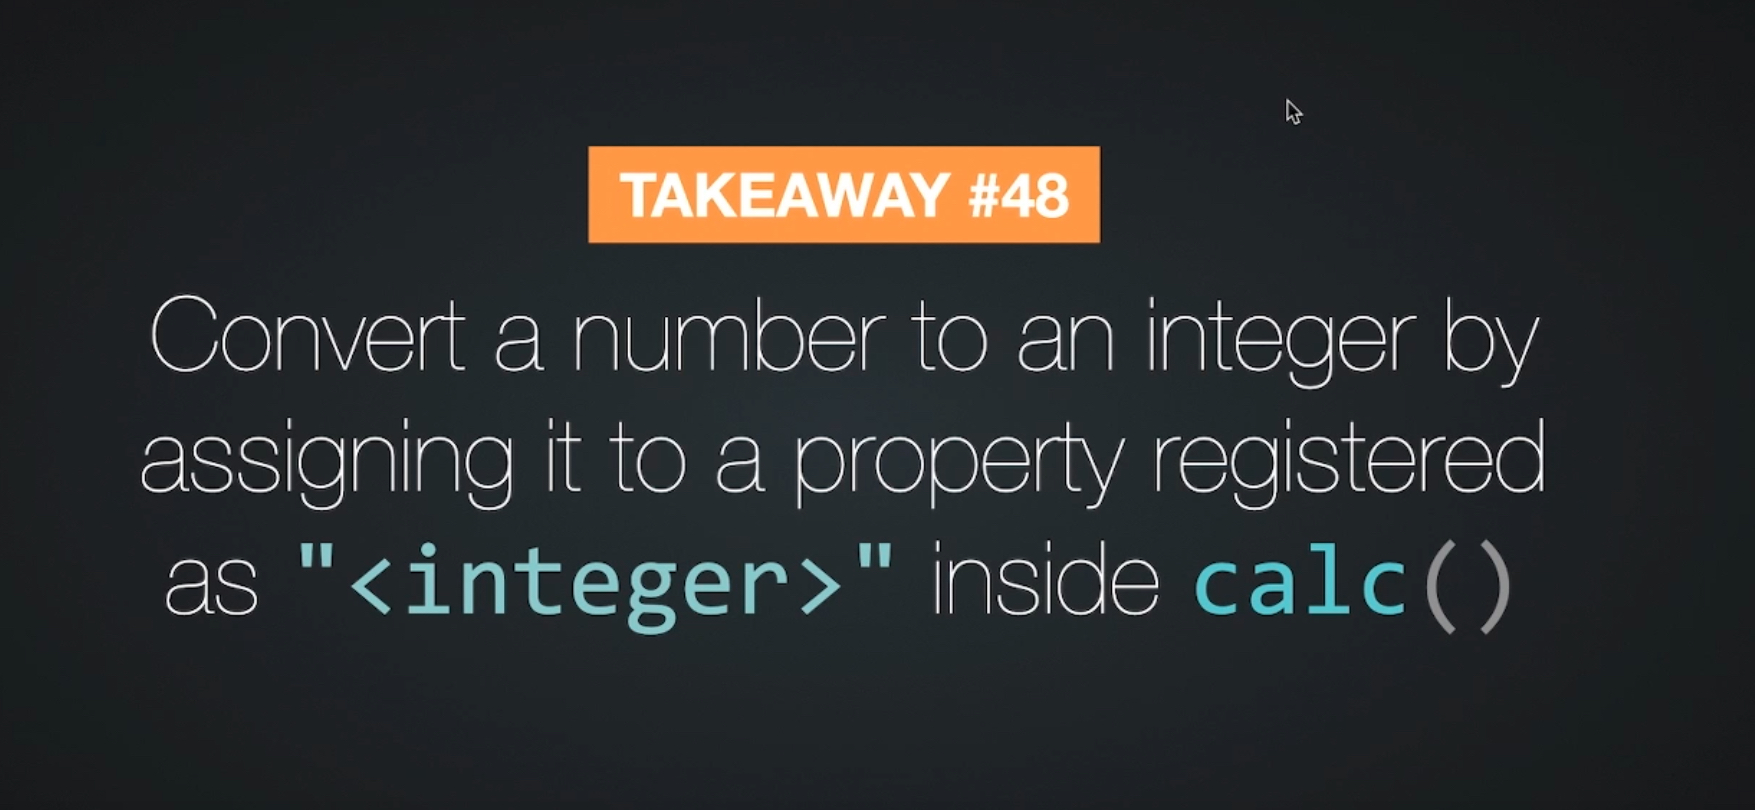 TAKEAWAY #48
Convert a number to an integer by
assigning it to a property registered
as "<integer>" inside calc()